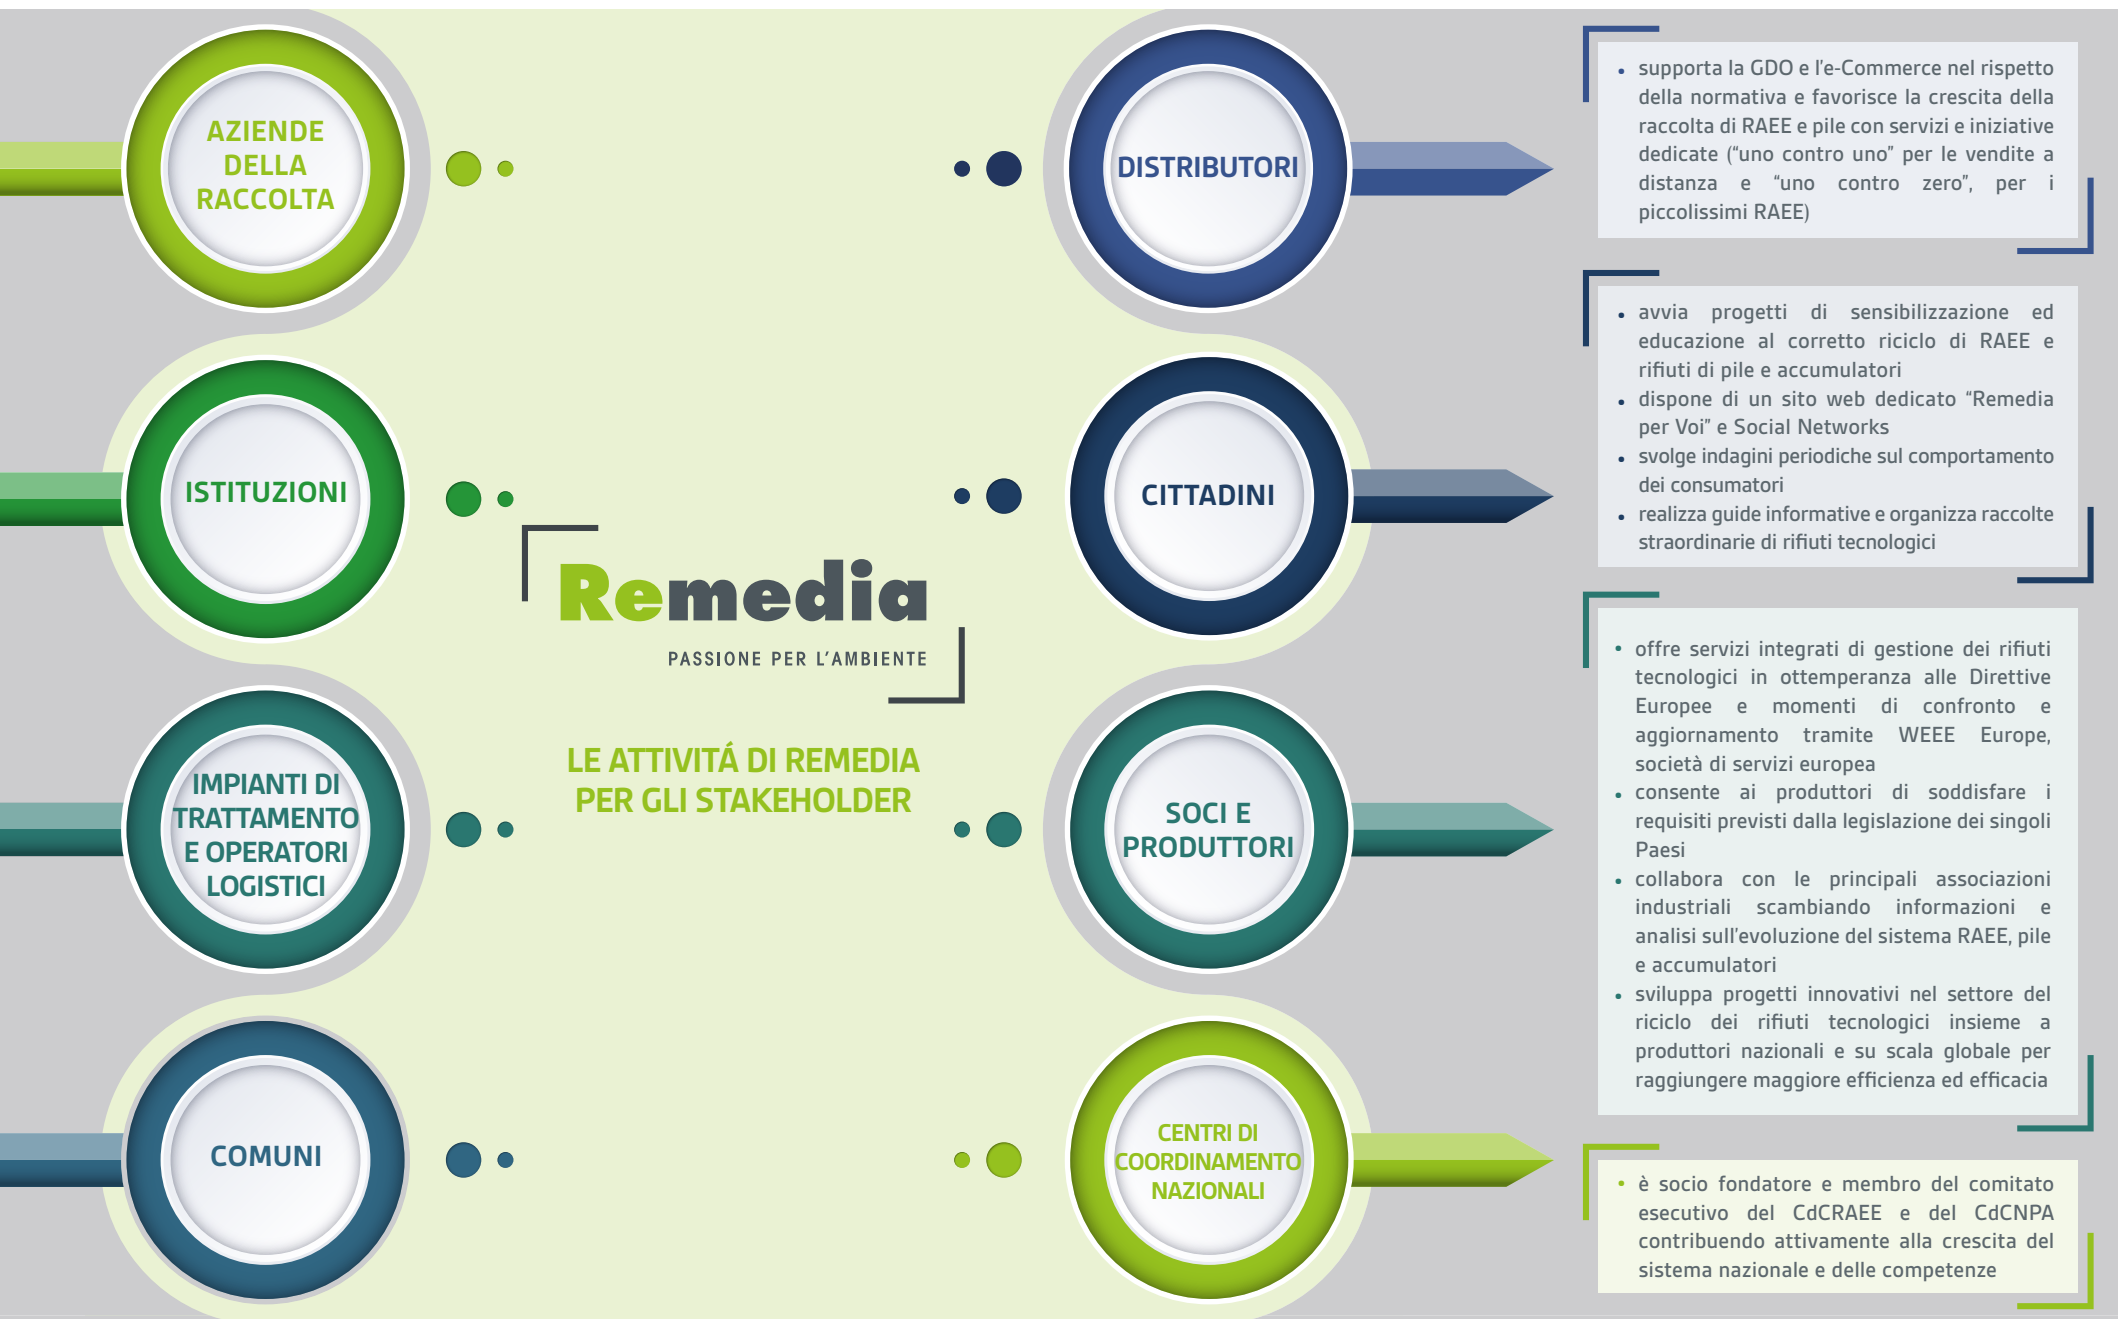 AZIENDE
DELLA
RACCOLTA
ISTITUZIONI
IMPIANTI DI
TRATTAMENTO
E OPERATORI
LOGISTICI
COMUNI
Remedia
PASSIONE PER L'AMBIENTE
LE ATTIVITÁ DI REMEDIA
PER GLI STAKEHOLDER
DISTRIBUTORI
• supporta la GDO e l'e-Commerce nel rispetto
della normativa e favorisce la crescita della
raccolta di RAEE e pile con servizi e iniziative
dedicate (“uno contro uno” per le vendite a
distanza e “uno contro zero”, per i
piccolissimi RAEE)
CITTADINI
• avvia progetti di sensibilizzazione ed
educazione al corretto riciclo di RAEE e
rifiuti di pile e accumulatori
• dispone di un sito web dedicato “Remedia
per Voi” e Social Networks
• svolge indagini periodiche sul comportamento
dei consumatori
• realizza guide informative e organizza raccolte
straordinarie di rifiuti tecnologici
SOCI E
PRODUTTORI
• offre servizi integrati di gestione dei rifiuti
tecnologici in ottemperanza alle Direttive
Europee e momenti di confronto e
aggiornamento tramite WEEE Europe,
società di servizi europea
• consente ai produttori di soddisfare i
requisiti previsti dalla legislazione dei singoli
Paesi
• collabora con le principali associazioni
industriali scambiando informazioni e
analisi sull'evoluzione del sistema RAEE, pile
e accumulatori
• sviluppa progetti innovativi nel settore del
riciclo dei rifiuti tecnologici insieme a
produttori nazionali e su scala globale per
raggiungere maggiore efficienza ed efficacia
CENTRI DI
COORDINAMENTO
NAZIONALI
• è socio fondatore e membro del comitato
esecutivo del CdCRAEE e del CdCNPA
contribuendo attivamente alla crescita del
sistema nazionale e delle competenze